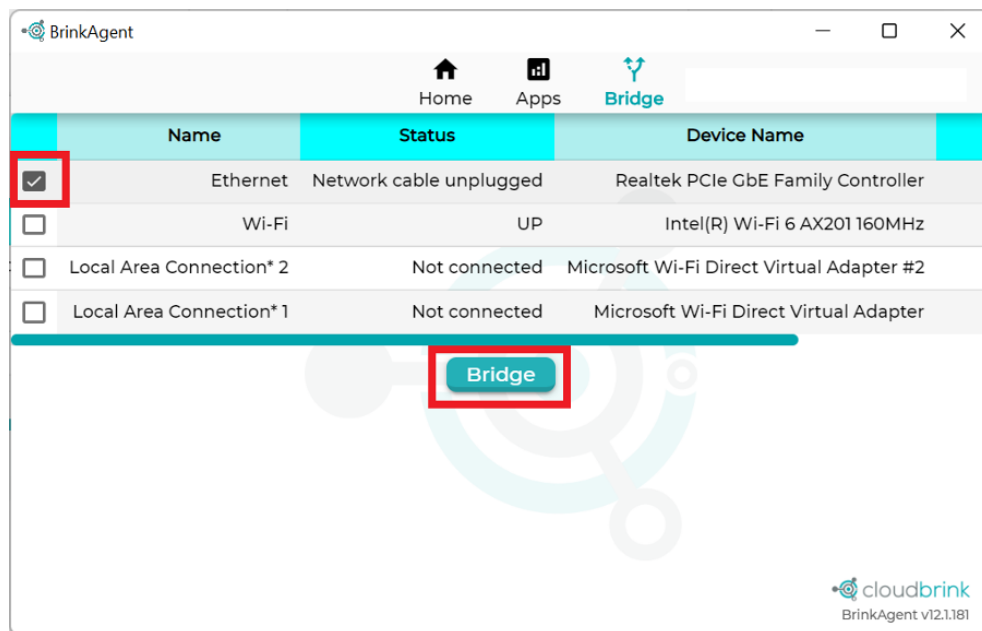 BrinkAgent
Home Apps Bridge
Name Status Device Name
Ethernet Network cable unplugged Realtek PCIe GbE Family Controller
Wi-Fi UP Intel(R) Wi-Fi 6 AX201 160MHz
Local Area Connection* 2 Not connected Microsoft Wi-Fi Direct Virtual Adapter #2
Local Area Connection* 1 Not connected Microsoft Wi-Fi Direct Virtual Adapter
Bridge
cloudbrink
BrinkAgent v12.1.181